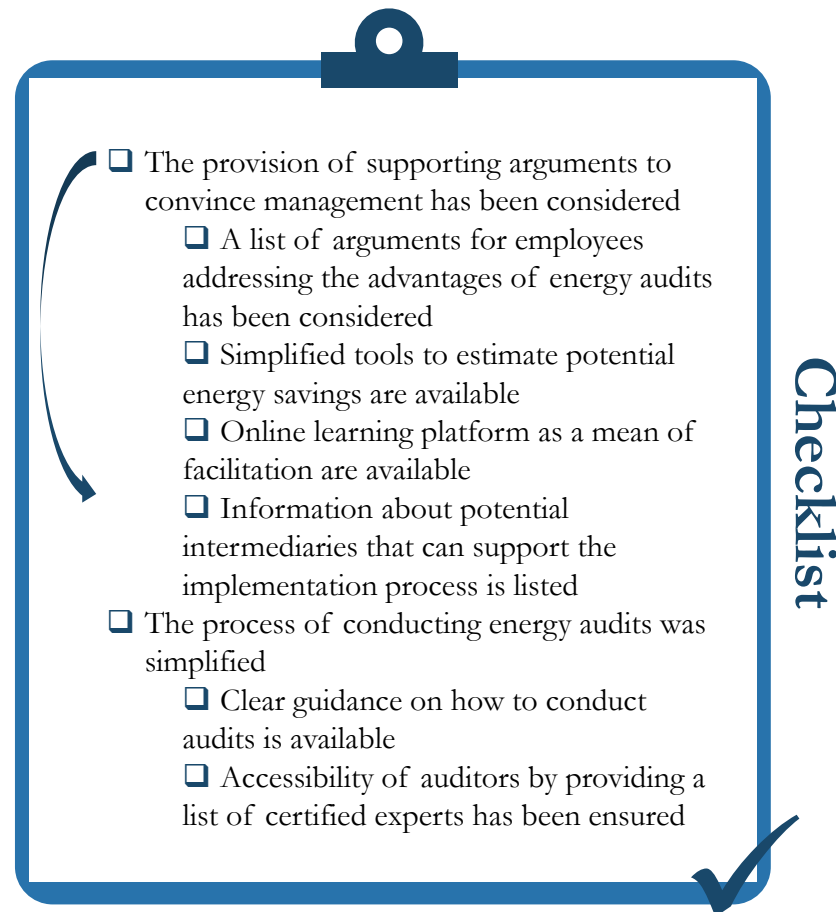 ❑ The provision of supporting arguments to
convince management has been considered
❑ A list of arguments for employees
addressing the advantages of energy audits
has been considered
❑ Simplified tools to estimate potential
energy savings are available
❑ Online learning platform as a mean of
facilitation are available
❑ Information about potential
intermediaries that can support the
implementation process is listed
❑ The process of conducting energy audits was
simplified
❑ Clear guidance on how to conduct
audits is available
❑ Accessibility of auditors by providing a
list of certified experts has been ensured
Checklist